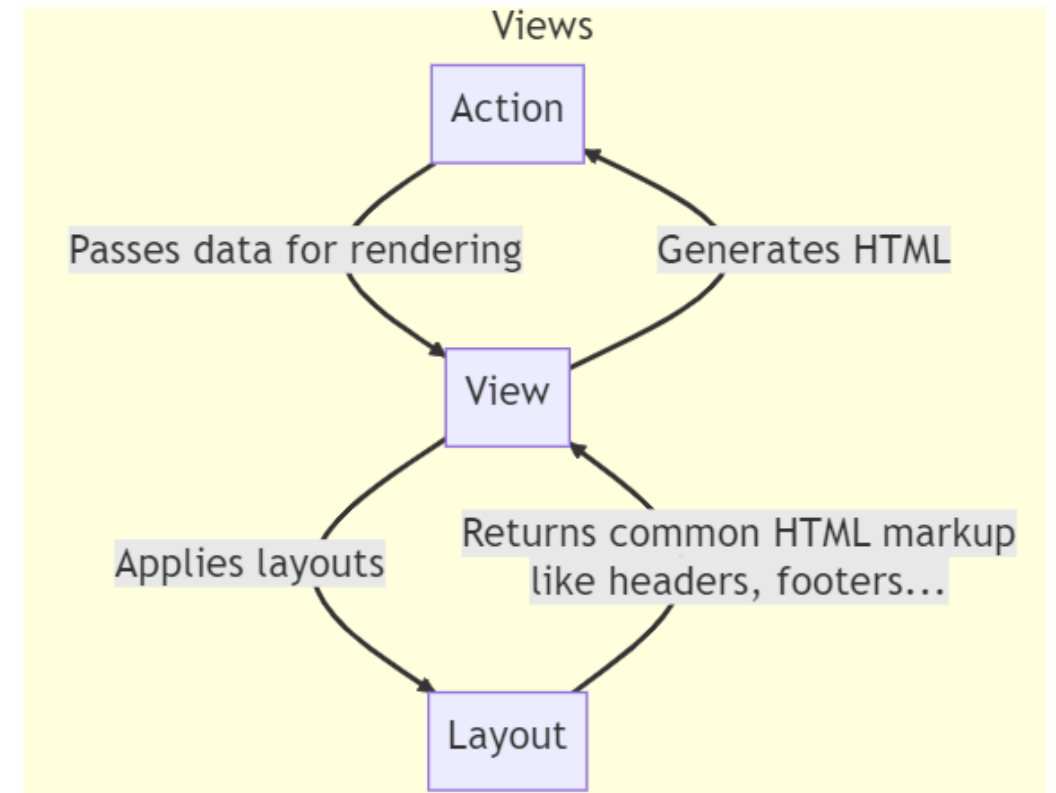 Views
Action
Passes data for rendering
Generates HTML
View
Applies layouts
Returns common HTML markup
like headers, footers...
Layout